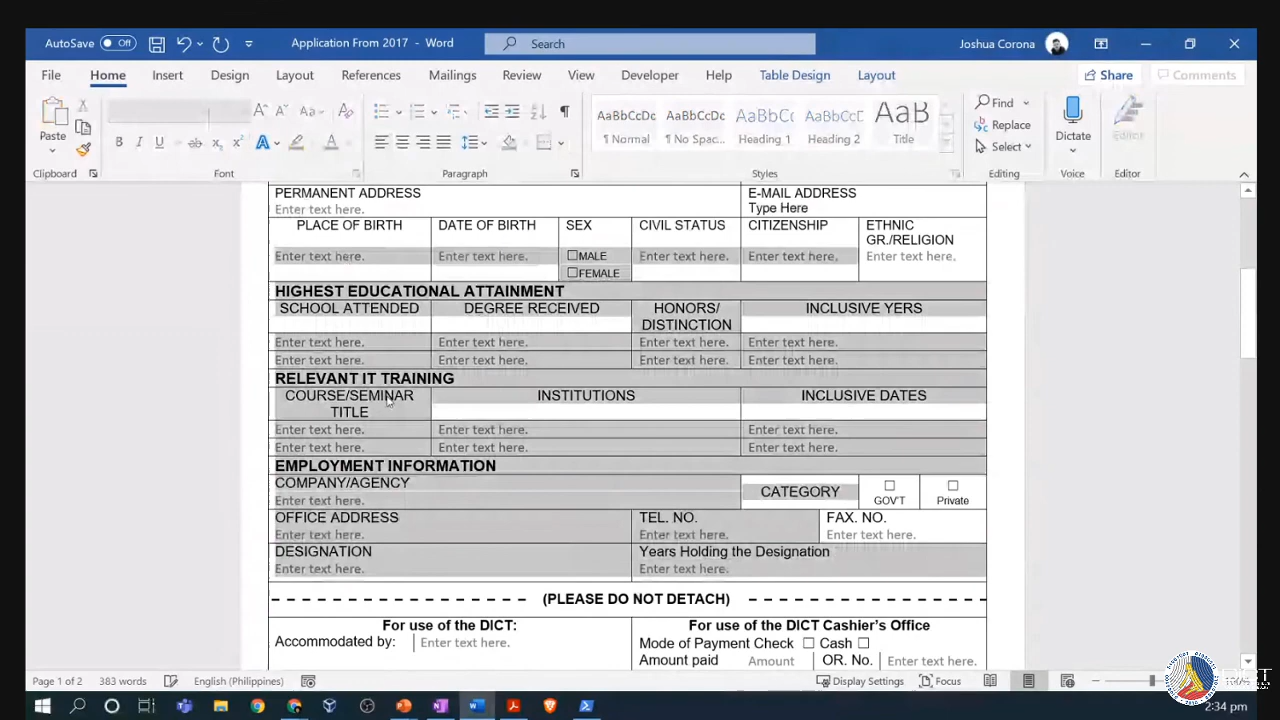 AutoSave Off Application From 2017 - Word Search Joshua Corona
File Home Insert Design Layout References Mailings Review View Developer Help Table Design Layout Share Comments
Paste
B I U ab x x A A
AaBbCcDc AaBbCcDc AaBbCc AaBbCcD AaB
¶ Normal ¶ No Spac... Heading 1 Heading 2 Title
Find
Replace
Select
Dictate
Editor
Clipboard Font Paragraph Styles Editing Voice Editor
PERMANENT ADDRESS E-MAIL ADDRESS
Enter text here. Type Here
PLACE OF BIRTH DATE OF BIRTH SEX CIVIL STATUS CITIZENSHIP ETHNIC
GR./RELIGION
Enter text here. Enter text here. ☐MALE Enter text here. Enter text here. Enter text here.
☐FEMALE
HIGHEST EDUCATIONAL ATTAINMENT
SCHOOL ATTENDED DEGREE RECEIVED HONORS/ INCLUSIVE YERS
DISTINCTION
Enter text here. Enter text here. Enter text here. Enter text here.
Enter text here. Enter text here. Enter text here. Enter text here.
RELEVANT IT TRAINING
COURSE/SEMINAR INSTITUTIONS INCLUSIVE DATES
TITLE
Enter text here. Enter text here. Enter text here.
Enter text here. Enter text here. Enter text here.
EMPLOYMENT INFORMATION
COMPANY/AGENCY CATEGORY ☐ ☐
Enter text here. GOV'T Private
OFFICE ADDRESS TEL. NO. FAX. NO.
Enter text here. Enter text here. Enter text here.
DESIGNATION Years Holding the Designation
Enter text here. Enter text here.
(PLEASE DO NOT DETACH)
For use of the DICT: For use of the DICT Cashier's Office
Accommodated by: Enter text here. Mode of Payment Check ☐ Cash ☐
Amount paid Amount OR. No. Enter text here.
Page 1 of 2 383 words English (Philippines) Display Settings Focus
2:34 pm